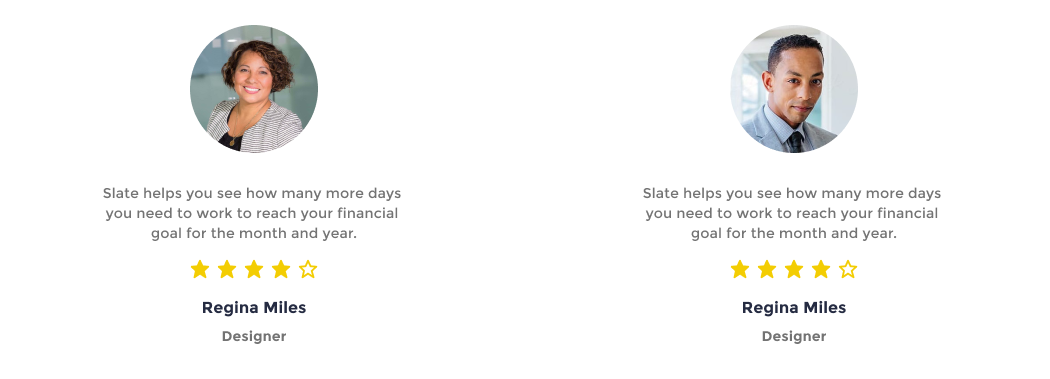 Slate helps you see how many more days
you need to work to reach your financial
goal for the month and year.
Regina Miles
Designer
Slate helps you see how many more days
you need to work to reach your financial
goal for the month and year.
Regina Miles
Designer